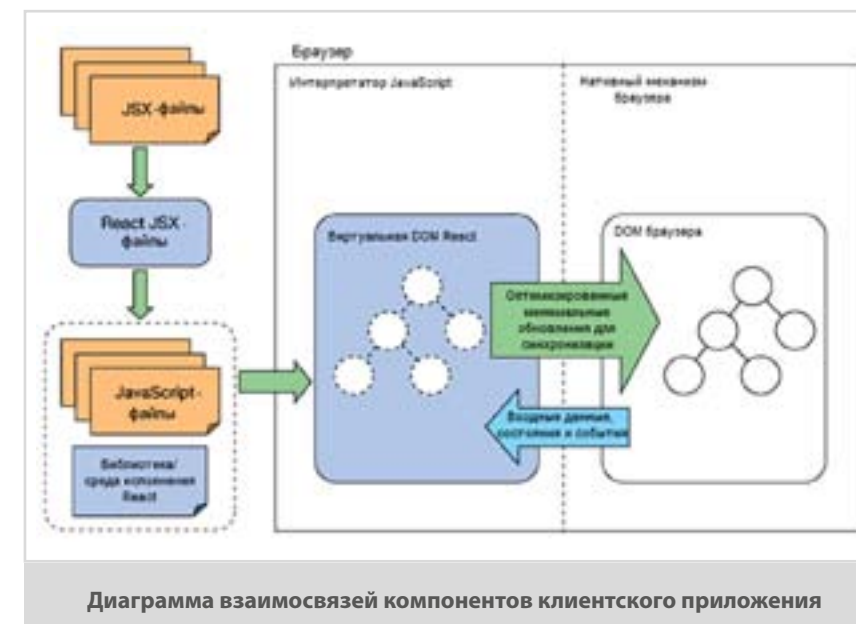 JSX-файлы
React JSX -
файлы
JavaScript-
файлы
Библиотека/
среда исполнения
React
Браузер
Интерпретатор JavaScript
Нативный механизм
браузера
Виртуальная DOM React
DOM браузера
Оптимизированные
минимальные
обновления для
синхронизации
Входные данные,
состояния и события
Диаграмма взаимосвязей компонентов клиентского приложения